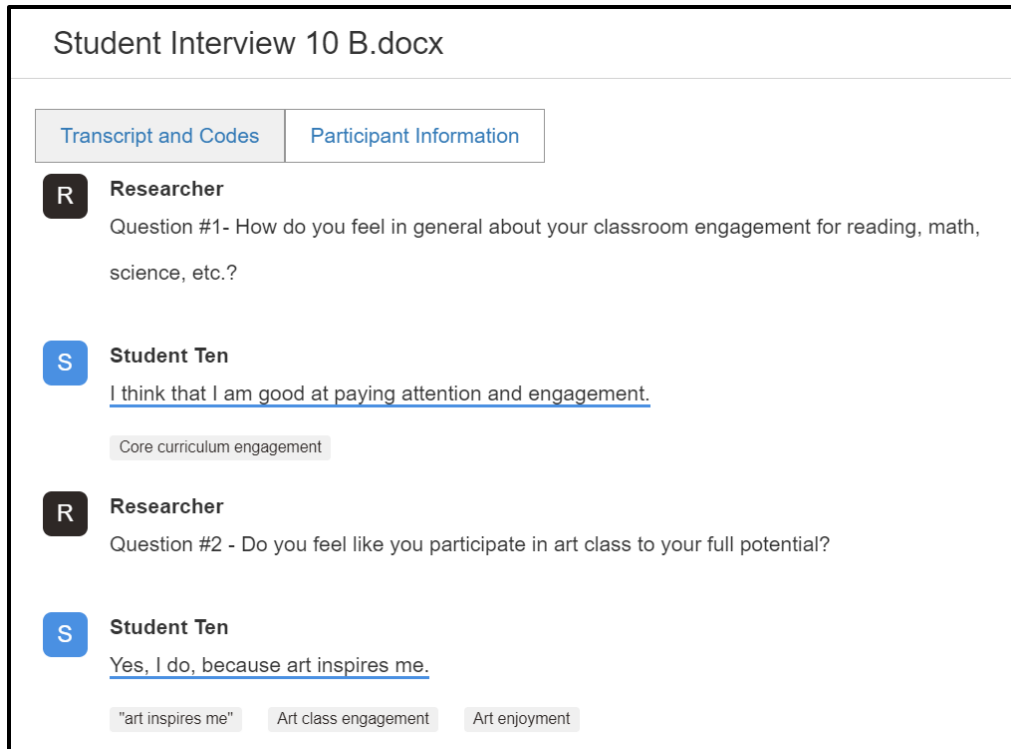 Student Interview 10 B.docx
Transcript and Codes
Participant Information
R
Researcher
Question #1- How do you feel in general about your classroom engagement for reading, math,
science, etc.?
S
Student Ten
I think that I am good at paying attention and engagement.
Core curriculum engagement
R
Researcher
Question #2 - Do you feel like you participate in art class to your full potential?
S
Student Ten
Yes, I do, because art inspires me.
"art inspires me"
Art class engagement
Art enjoyment